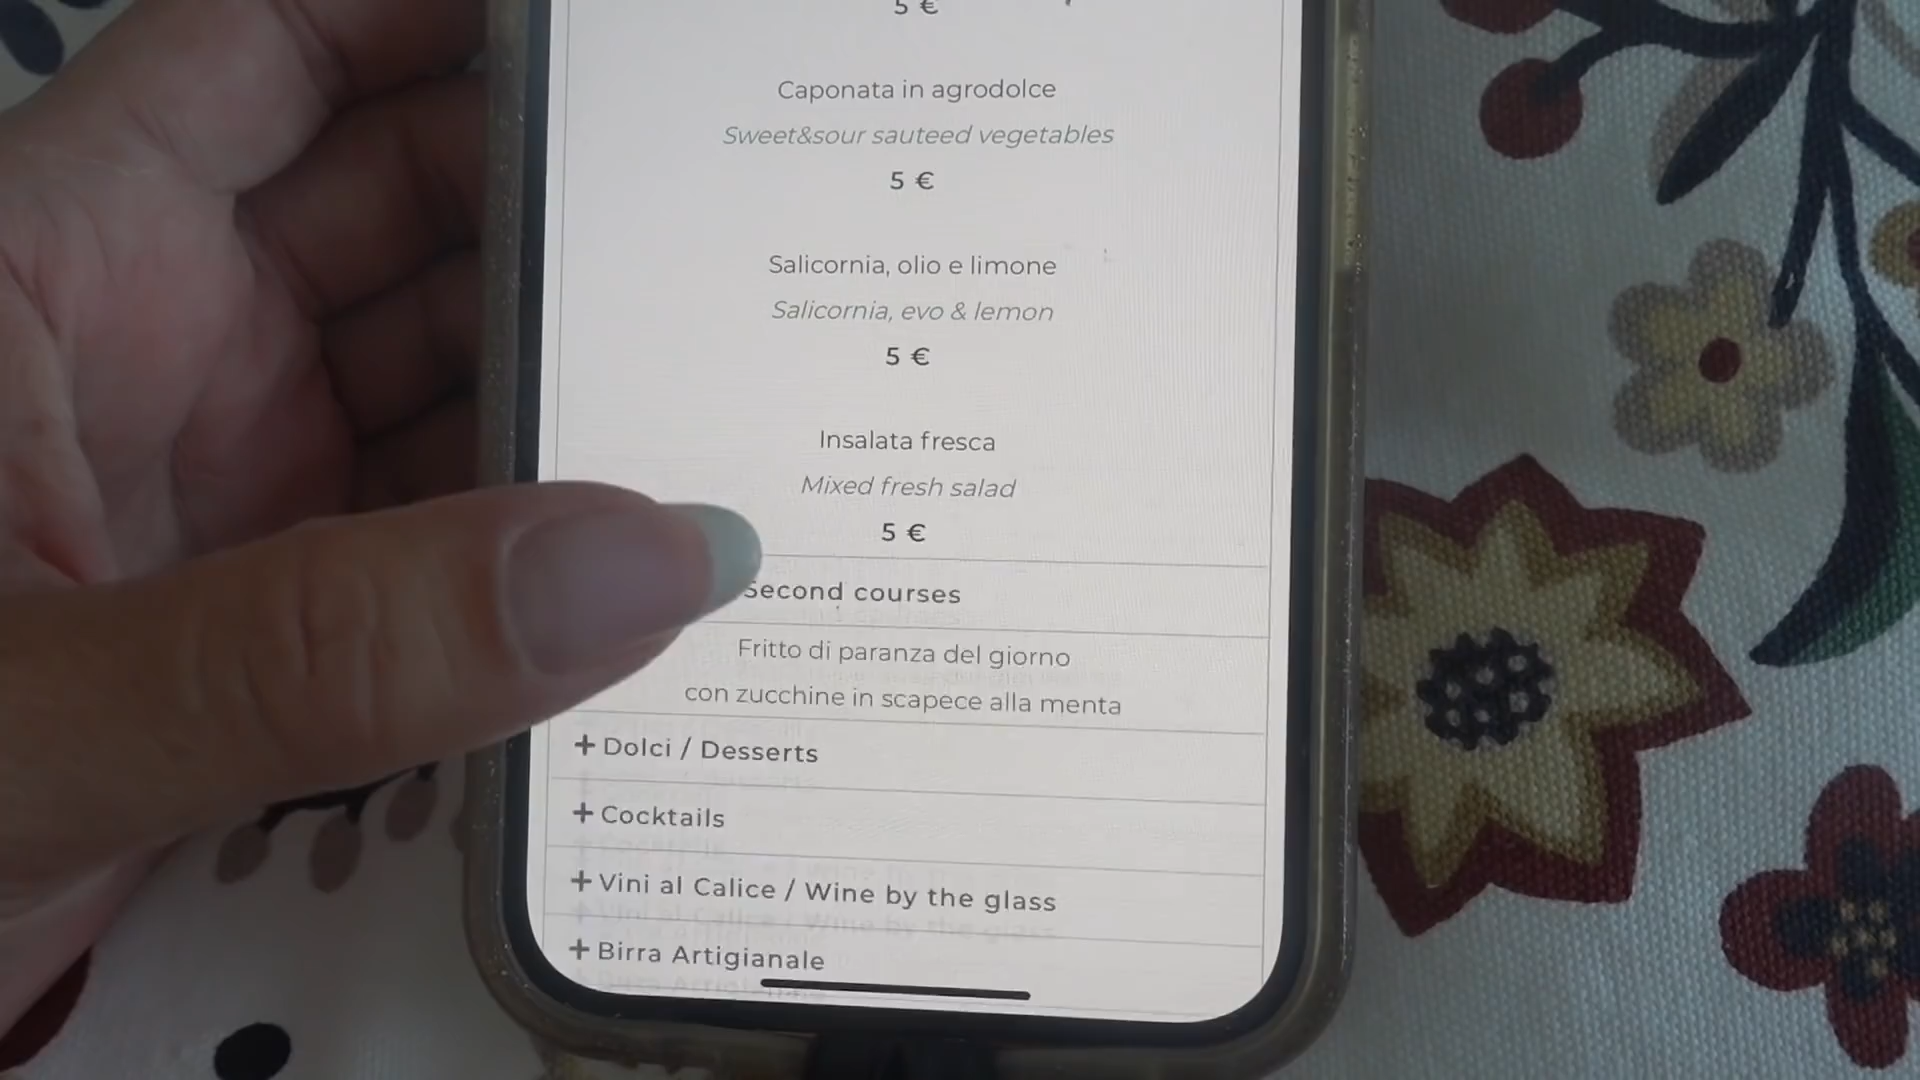 5 €
Caponata in agrodolce
Sweet&sour sauteed vegetables
5 €
Salicornia, olio e limone
Salicornia, evo & lemon
5 €
Insalata fresca
Mixed fresh salad
5 €
Second courses
Fritto di paranza del giorno
con zucchine in scapece alla menta
+ Dolci / Desserts
+ Cocktails
+ Vini al Calice / Wine by the glass
+ Birra Artigianale